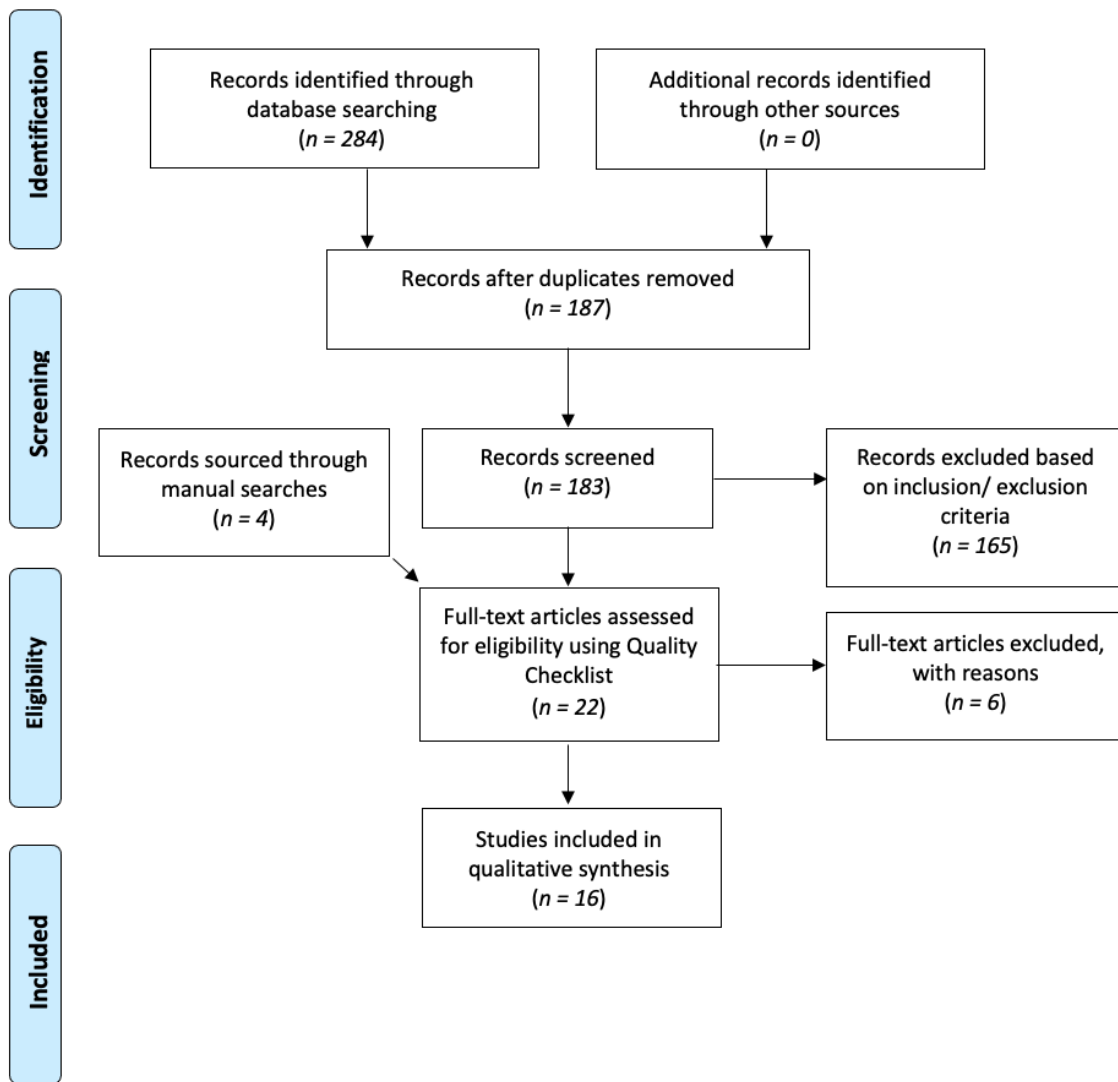 Identification
Records identified through
database searching
(n = 284)
Additional records identified
through other sources
(n = 0)
Records after duplicates removed
(n = 187)
Screening
Records sourced through
manual searches
(n = 4)
Records screened
(n = 183)
Records excluded based
on inclusion/ exclusion
criteria
(n = 165)
Eligibility
Full-text articles assessed
for eligibility using Quality
Checklist
(n = 22)
Full-text articles excluded,
with reasons
(n = 6)
Included
Studies included in
qualitative synthesis
(n = 16)